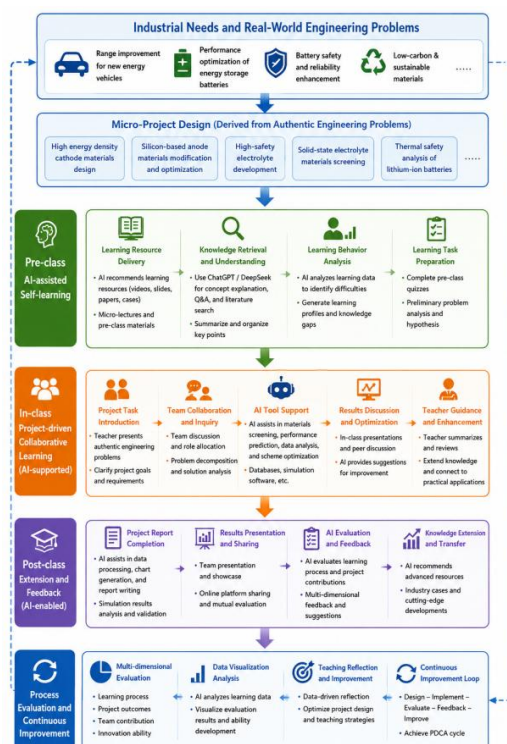 Industrial Needs and Real-World Engineering Problems
Range improvement
for new energy
vehicles
Performance
optimization of
energy storage
batteries
Battery safety
and reliability
enhancement
Low-carbon &
sustainable
materials
.....
Micro-Project Design (Derived from Authentic Engineering Problems)
High energy density
cathode materials
design
Silicon-based anode
materials modification
and optimization
High-safety
electrolyte
development
Solid-state electrolyte
materials screening
Thermal safety
analysis of
lithium-ion batteries
.....
Pre-class
AI-assisted
Self-learning
Learning Resource
Delivery
• AI recommends learning
resources (videos, slides,
papers, cases)
• Micro-lectures and
pre-class materials
Knowledge Retrieval
and Understanding
• Use ChatGPT / DeepSeek
for concept explanation,
Q&A, and literature
search
• Summarize and organize
key points
Learning Behavior
Analysis
• AI analyzes learning data
to identify difficulties
• Generate learning
profiles and knowledge
gaps
Learning Task
Preparation
• Complete pre-class
quizzes
• Preliminary problem
analysis and
hypothesis
In-class
Project-driven
Collaborative
Learning
(AI-supported)
Project Task
Introduction
• Teacher presents
authentic engineering
problems
• Clarify project goals
and requirements
Team Collaboration
and Inquiry
• Team discussion
and role allocation
• Problem decomposition
and solution analysis
AI Tool Support
• AI assists in materials
screening, performance
prediction, data analysis,
and scheme optimization
• Databases, simulation
software, etc.
Results Discussion
and Optimization
• In-class presentations
and peer discussion
• AI provides suggestions
for improvement
Teacher Guidance
and Enhancement
• Teacher summarizes
and reviews
• Extend knowledge
and connect to
practical applications
Post-class
Extension and
Feedback
(AI-enabled)
Project Report
Completion
• AI assists in data
processing, chart
generation, and
report writing
• Simulation results
analysis and validation
Results Presentation
and Sharing
• Team presentation
and showcase
• Online platform sharing
and mutual evaluation
AI Evaluation
and Feedback
• AI evaluates learning
process and project
contributions
• Multi-dimensional
feedback and
suggestions
Knowledge Extension
and Transfer
• AI recommends
advanced resources
• Industry cases and
cutting-edge
developments
Process
Evaluation and
Continuous
Improvement
Multi-dimensional
Evaluation
• Learning process
• Project outcomes
• Team contribution
• Innovation ability
Data Visualization
Analysis
• AI analyzes learning data
• Visualize evaluation
results and ability
development
Teaching Reflection
and Improvement
• Data-driven reflection
• Optimize project design
and teaching strategies
Continuous
Improvement Loop
• Design – Implement –
Evaluate – Feedback –
Improve
• Achieve PDCA cycle